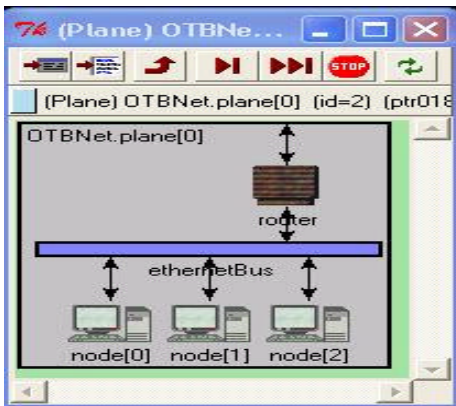 (Plane) OTBNe...
STOP
(Plane) OTBNet.plane[0] (id=2) (ptr018
OTBNet.plane[0]
router
ethernetBus
node[0] node[1] node[2]